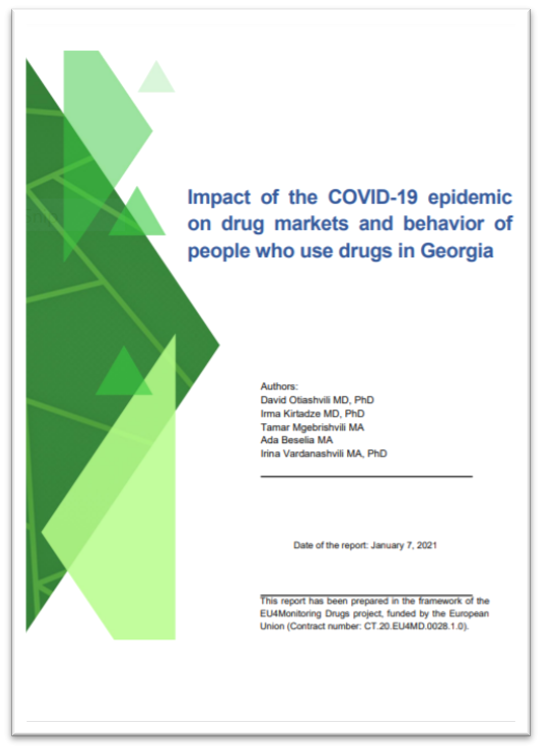 Impact of the COVID-19 epidemic
on drug markets and behavior of
people who use drugs in Georgia
Authors:
David Otiashvili MD, PhD
Irma Kirtadze MD, PhD
Tamar Mgebrishvili MA
Ada Beselia MA
Irina Vardanashvili MA, PhD
Date of the report: January 7, 2021
This report has been prepared in the framework of the
EU4Monitoring Drugs project, funded by the European
Union (Contract number: CT.20.EU4MD.0028.1.0).